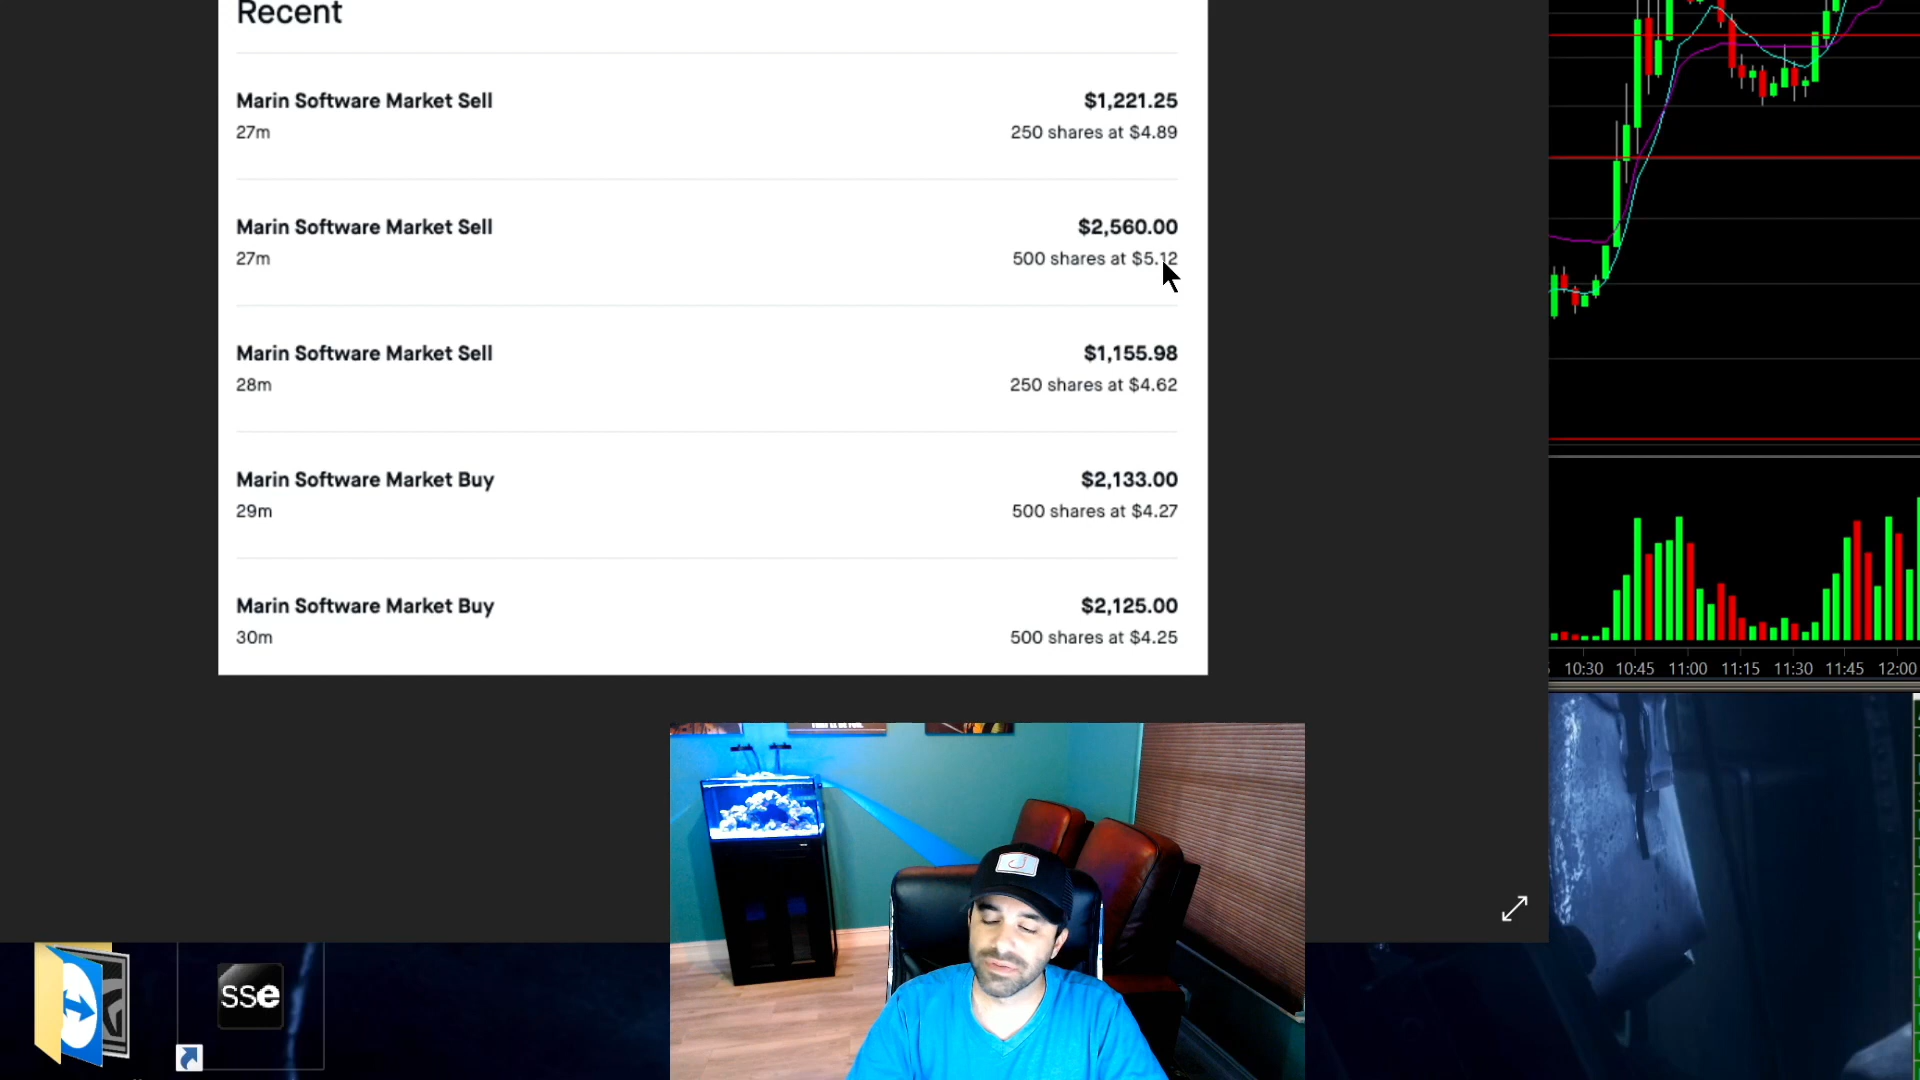 Recent
Marin Software Market Sell
$1,221.25
27m
250 shares at $4.89
Marin Software Market Sell
$2,560.00
27m
500 shares at $5.12
Marin Software Market Sell
$1,155.98
28m
250 shares at $4.62
Marin Software Market Buy
$2,133.00
29m
500 shares at $4.27
Marin Software Market Buy
$2,125.00
30m
500 shares at $4.25
10:30 10:45 11:00 11:15 11:30 11:45 12:00
sse